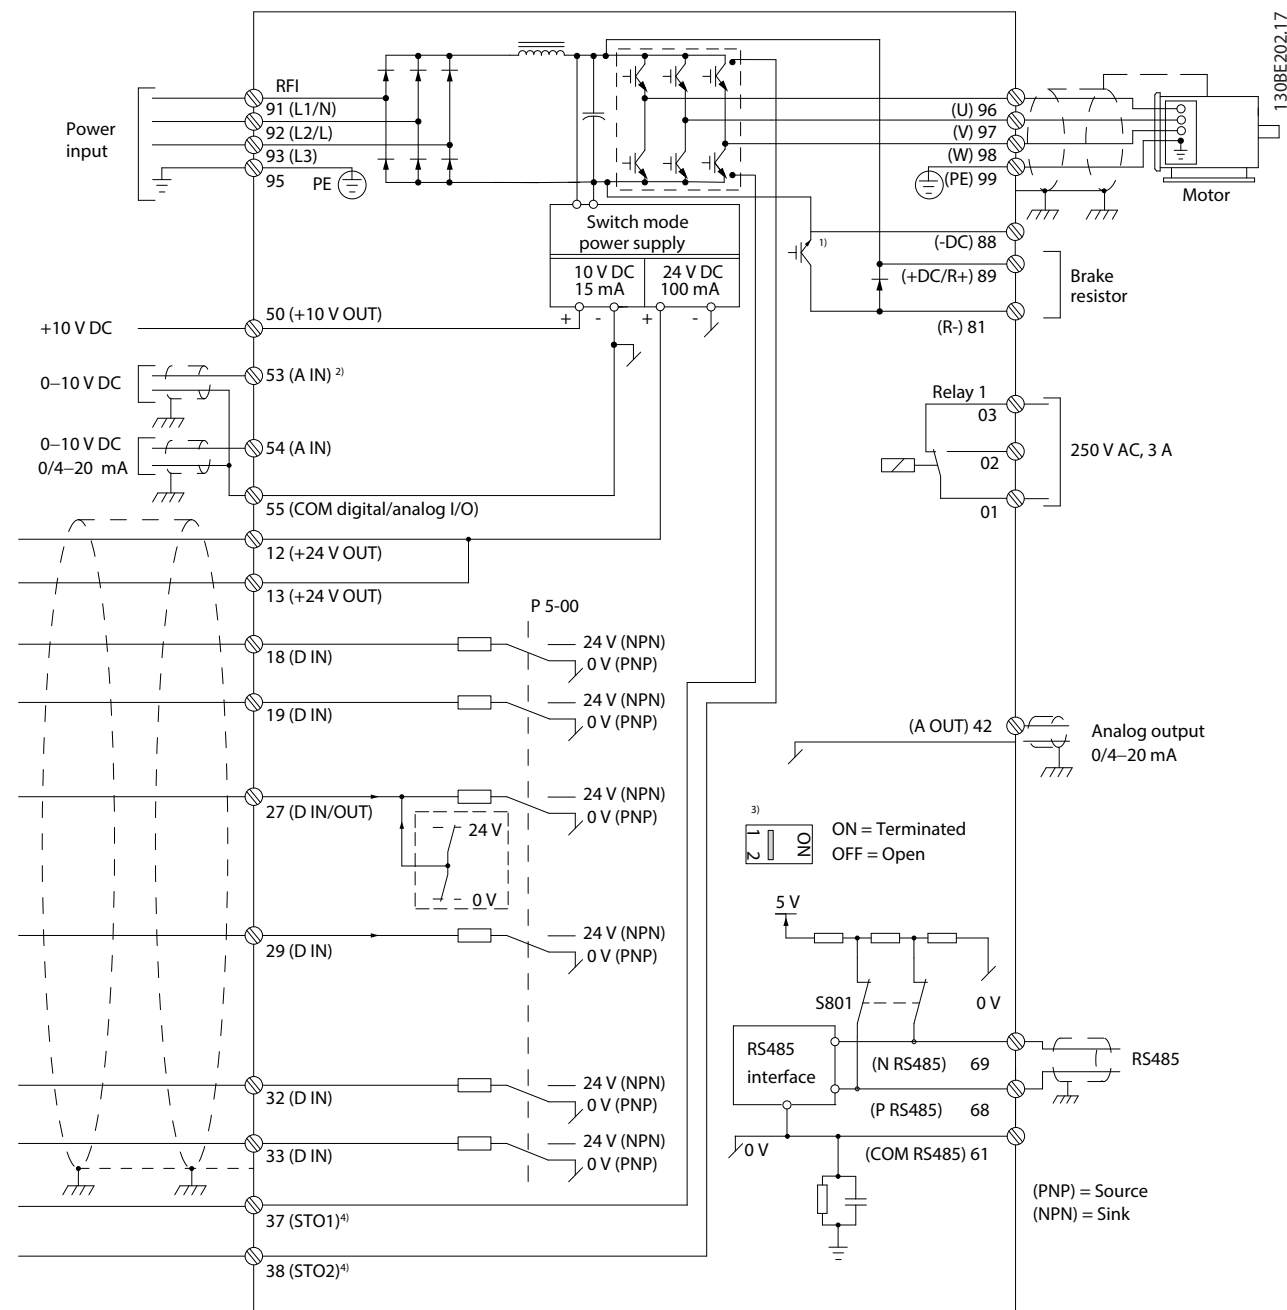 130BE202.17
RFI
91 (L1/N)
92 (L2/L)
93 (L3)
95
PE
Power
input
(U) 96
(V) 97
(W) 98
(PE) 99
Motor
Switch mode
power supply
10 V DC
15 mA
24 V DC
100 mA
+ - + -
1)
(-DC) 88
(+DC/R+) 89
(R-) 81
Brake
resistor
50 (+10 V OUT)
+10 V DC
53 (A IN) 2)
0–10 V DC
54 (A IN)
0–10 V DC
0/4–20 mA
55 (COM digital/analog I/O)
Relay 1
03
02
01
250 V AC, 3 A
12 (+24 V OUT)
13 (+24 V OUT)
P 5-00
18 (D IN)
24 V (NPN)
0 V (PNP)
19 (D IN)
24 V (NPN)
0 V (PNP)
(A OUT) 42
Analog output
0/4–20 mA
27 (D IN/OUT)
24 V (NPN)
0 V (PNP)
24 V
0 V
3)
1 2
ON
ON = Terminated
OFF = Open
29 (D IN)
24 V (NPN)
0 V (PNP)
5 V
S801
0 V
RS485
interface
(N RS485) 69
(P RS485) 68
RS485
0 V
(COM RS485) 61
32 (D IN)
24 V (NPN)
0 V (PNP)
33 (D IN)
24 V (NPN)
0 V (PNP)
37 (STO1)4)
38 (STO2)4)
(PNP) = Source
(NPN) = Sink